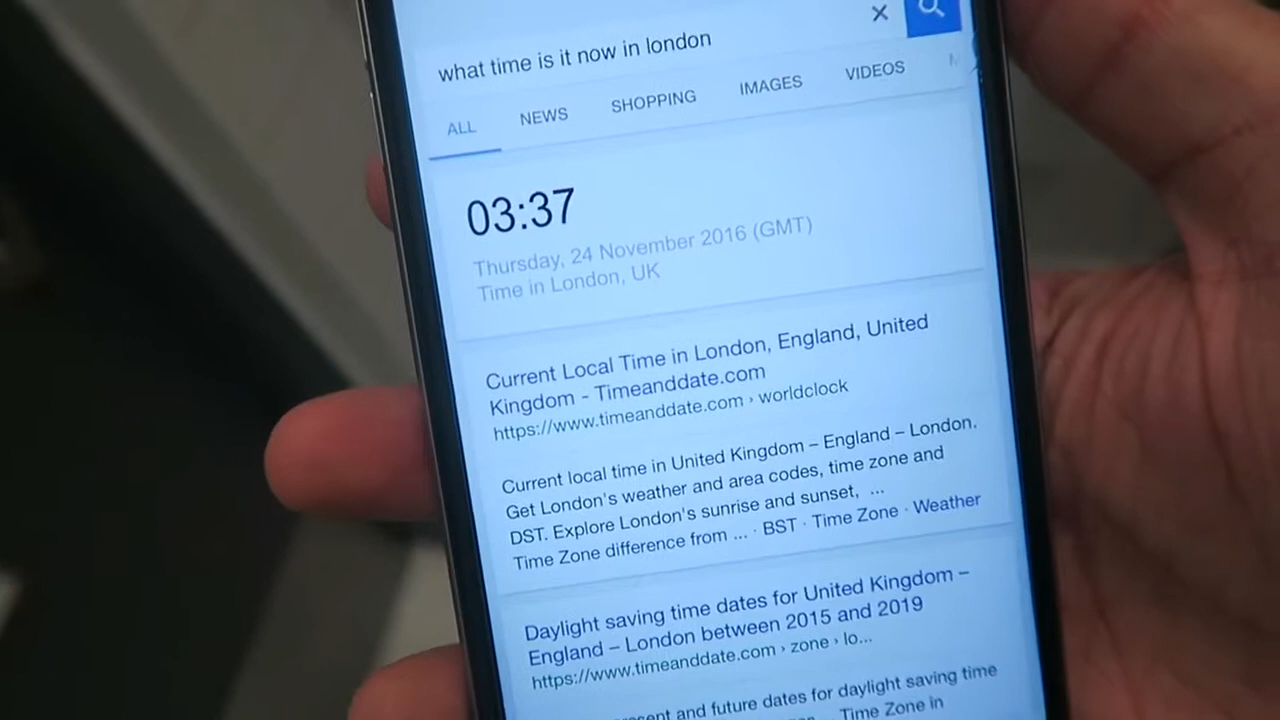 what time is it now in london
ALL NEWS SHOPPING IMAGES VIDEOS
03:37
Thursday, 24 November 2016 (GMT)
Time in London, UK
Current Local Time in London, England, United
Kingdom - Timeanddate.com
https://www.timeanddate.com › worldclock
Current local time in United Kingdom – England – London.
Get London's weather and area codes, time zone and
DST. Explore London's sunrise and sunset, ...
Time Zone difference from ... · BST · Time Zone · Weather
Daylight saving time dates for United Kingdom –
England – London between 2015 and 2019
https://www.timeanddate.com › zone › lo...
and future dates for daylight saving time
Time Zone in